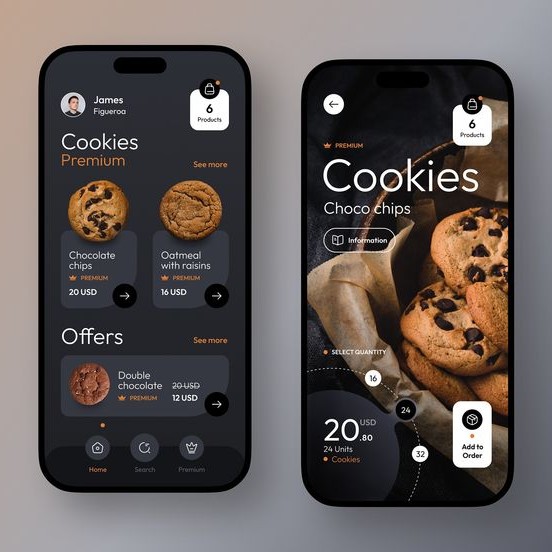 James
Figueroa
6
Products
Cookies
Premium
See more
Chocolate
chips
PREMIUM
20 USD
Oatmeal
with raisins
PREMIUM
16 USD
Offers
See more
Double
chocolate
PREMIUM
20 USD
12 USD
Home
Search
Premium
6
Products
PREMIUM
Cookies
Choco chips
Information
SELECT QUANTITY
16
24
32
20 USD
.80
24 Units
Cookies
Add to
Order